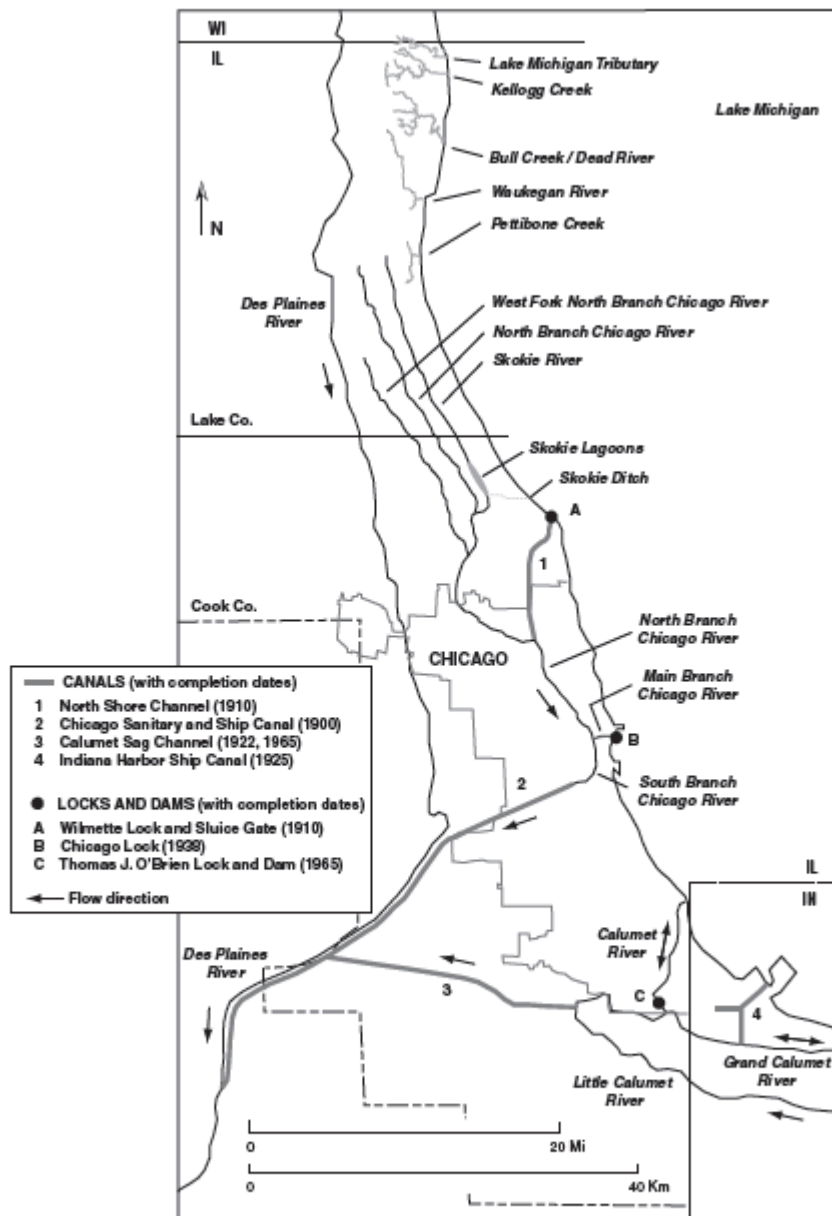 WI
IL
Lake Michigan Tributary
Kellogg Creek
Lake Michigan
Bull Creek / Dead River
Waukegan River
N
Pettibone Creek
Des Plaines
River
West Fork North Branch Chicago River
North Branch Chicago River
Skokie River
Lake Co.
Skokie Lagoons
Skokie Ditch
A
1
Cook Co.
North Branch
Chicago River
CHICAGO
Main Branch
Chicago River
B
2
South Branch
Chicago River
CANALS (with completion dates)
1 North Shore Channel (1910)
2 Chicago Sanitary and Ship Canal (1900)
3 Calumet Sag Channel (1922, 1965)
4 Indiana Harbor Ship Canal (1925)
LOCKS AND DAMS (with completion dates)
A Wilmette Lock and Sluice Gate (1910)
B Chicago Lock (1938)
C Thomas J. O'Brien Lock and Dam (1965)
Flow direction
IL
IN
Des Plaines
River
Calumet
River
3
C
4
Grand Calumet
River
Little Calumet
River
0 20 Mi
0 40 Km